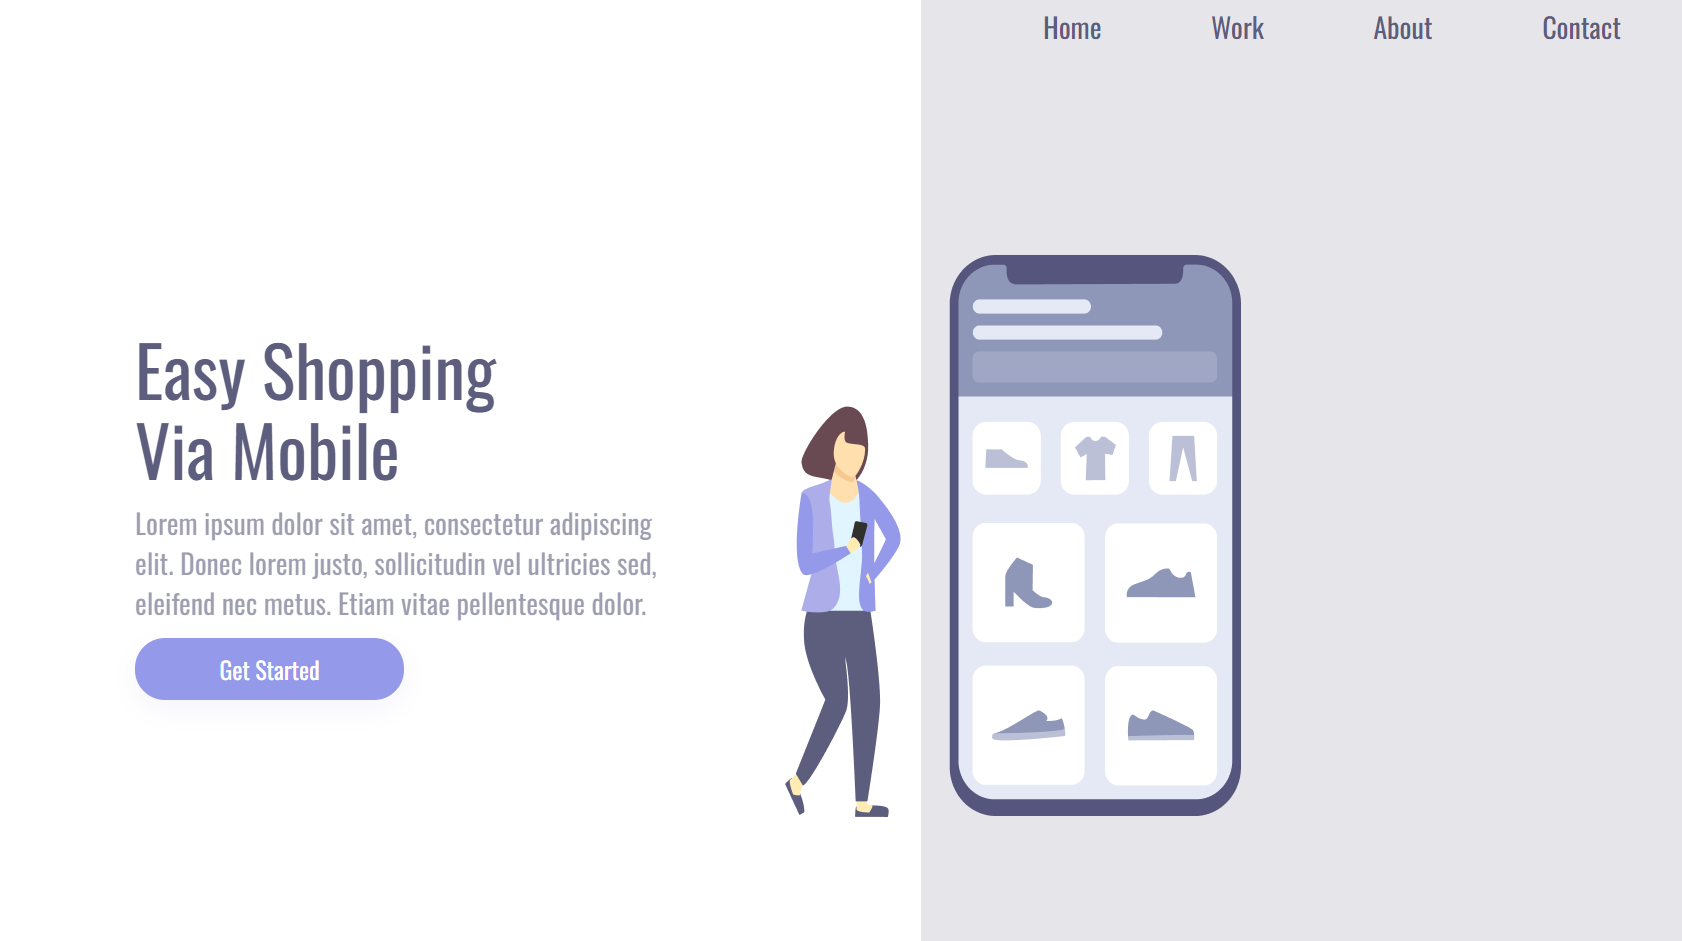 Home Work About Contact
Easy Shopping
Via Mobile
Lorem ipsum dolor sit amet, consectetur adipiscing
elit. Donec lorem justo, sollicitudin vel ultricies sed,
eleifend nec metus. Etiam vitae pellentesque dolor.
Get Started